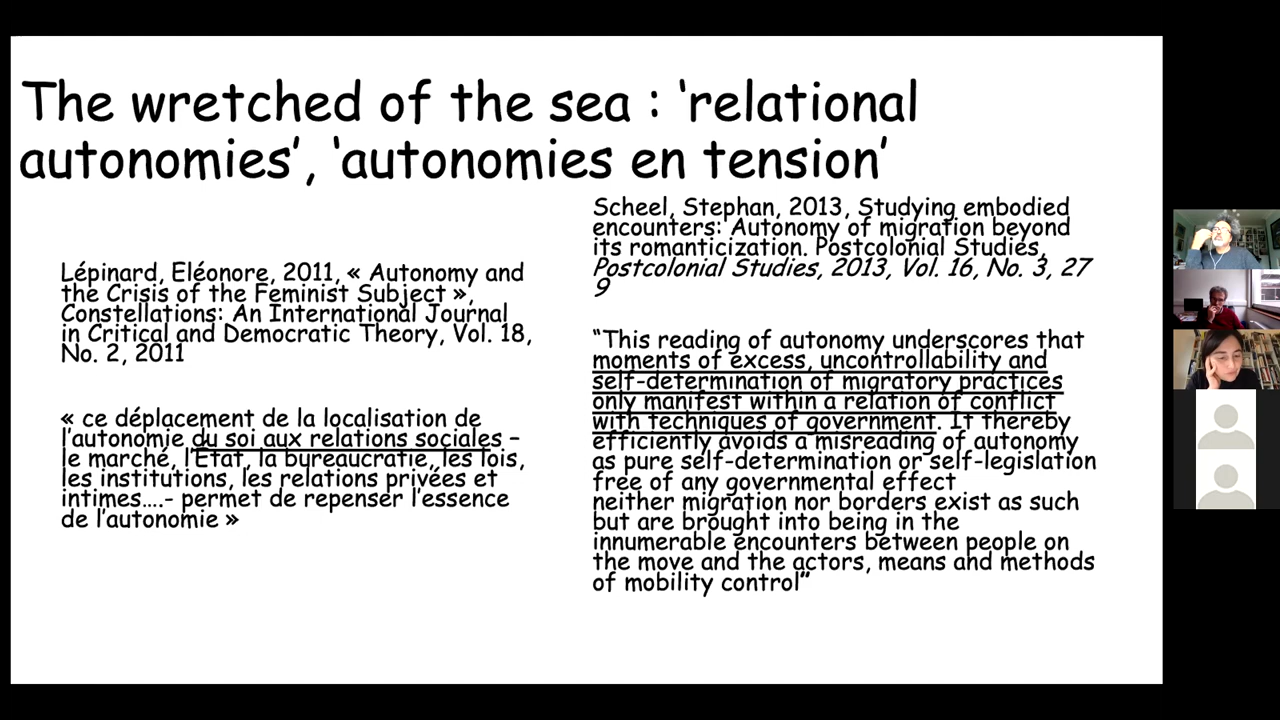 The wretched of the sea : ‘relational
autonomies’, ‘autonomies en tension’
Lépinard, Eléonore, 2011, « Autonomy and
the Crisis of the Feminist Subject »,
Constellations: An International Journal
in Critical and Democratic Theory, Vol. 18,
No. 2, 2011
« ce déplacement de la localisation de
l’autonomie du soi aux relations sociales –
le marché, l’Etat, la bureaucratie, les lois,
les institutions, les relations privées et
intimes….- permet de repenser l’essence
de l’autonomie »
Scheel, Stephan, 2013, Studying embodied
encounters: Autonomy of migration beyond
its romanticization. Postcolonial Studies,
Postcolonial Studies, 2013, Vol. 16, No. 3, 27
9
“This reading of autonomy underscores that
moments of excess, uncontrollability and
self-determination of migratory practices
only manifest within a relation of conflict
with techniques of government. It thereby
efficiently avoids a misreading of autonomy
as pure self-determination or self-legislation
free of any governmental effect
neither migration nor borders exist as such
but are brought into being in the
innumerable encounters between people on
the move and the actors, means and methods
of mobility control”